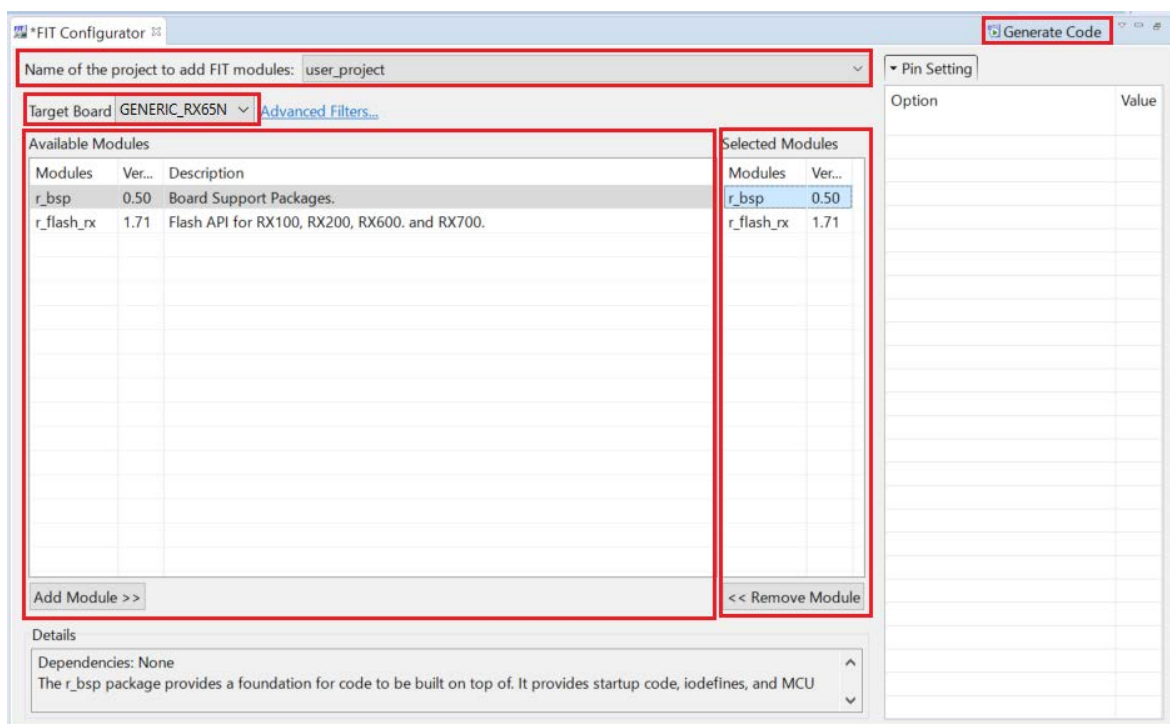 *FIT Configurator
Generate Code
Name of the project to add FIT modules: user_project
Pin Setting
Target Board GENERIC_RX65N Advanced Filters...
Option Value
Available Modules
Modules Ver... Description
r_bsp 0.50 Board Support Packages.
r_flash_rx 1.71 Flash API for RX100, RX200, RX600. and RX700.
Add Module >>
Selected Modules
Modules Ver...
r_bsp 0.50
r_flash_rx 1.71
<< Remove Module
Details
Dependencies: None
The r_bsp package provides a foundation for code to be built on top of. It provides startup code, iodefines, and MCU